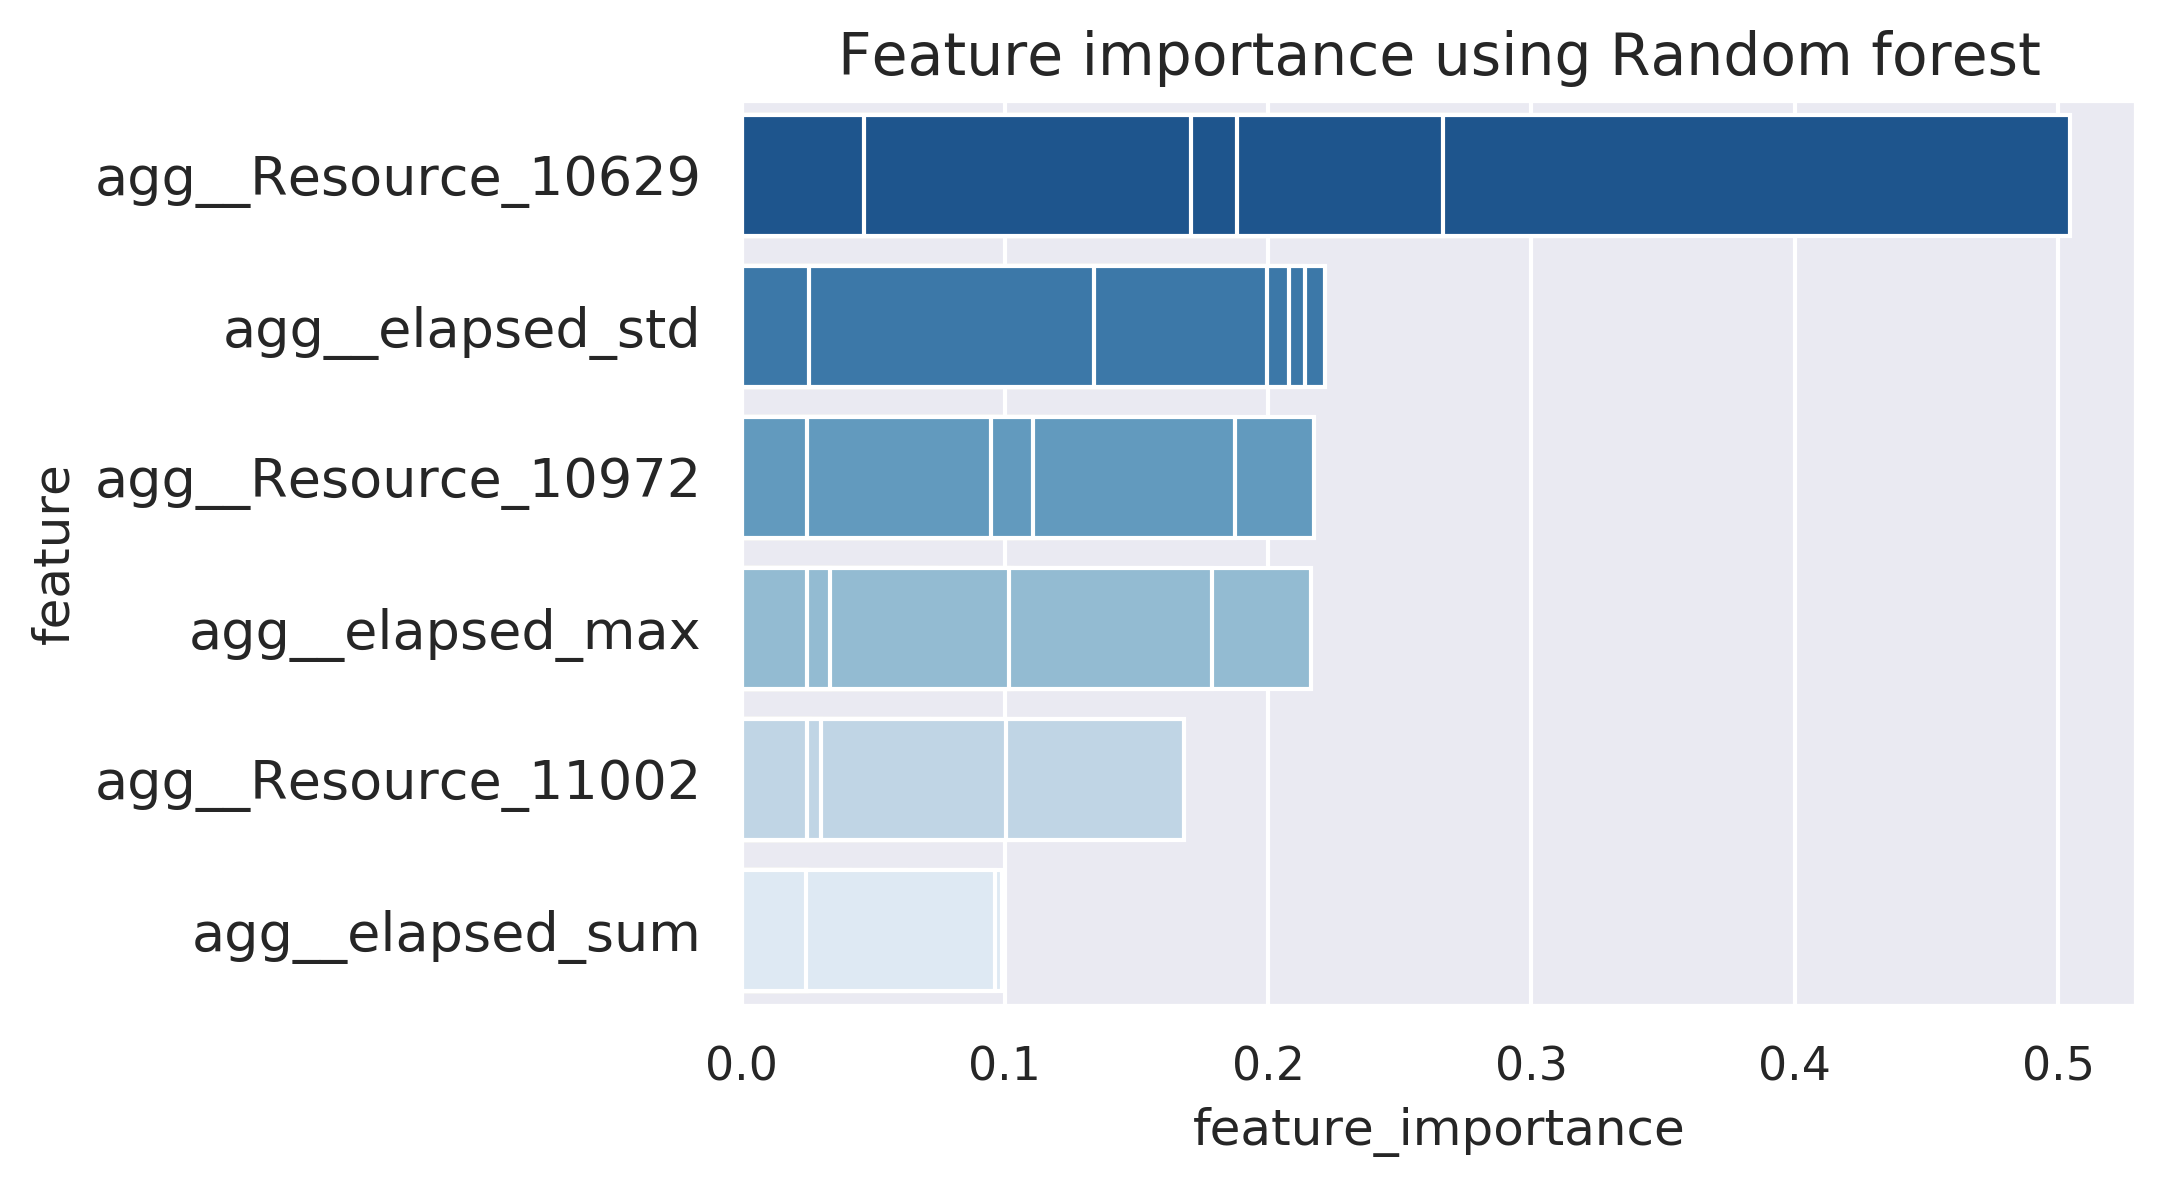 Feature importance using Random forest
agg__Resource_10629
agg__elapsed_std
agg__Resource_10972
agg__elapsed_max
agg__Resource_11002
agg__elapsed_sum
feature
0.0 0.1 0.2 0.3 0.4 0.5
feature_importance